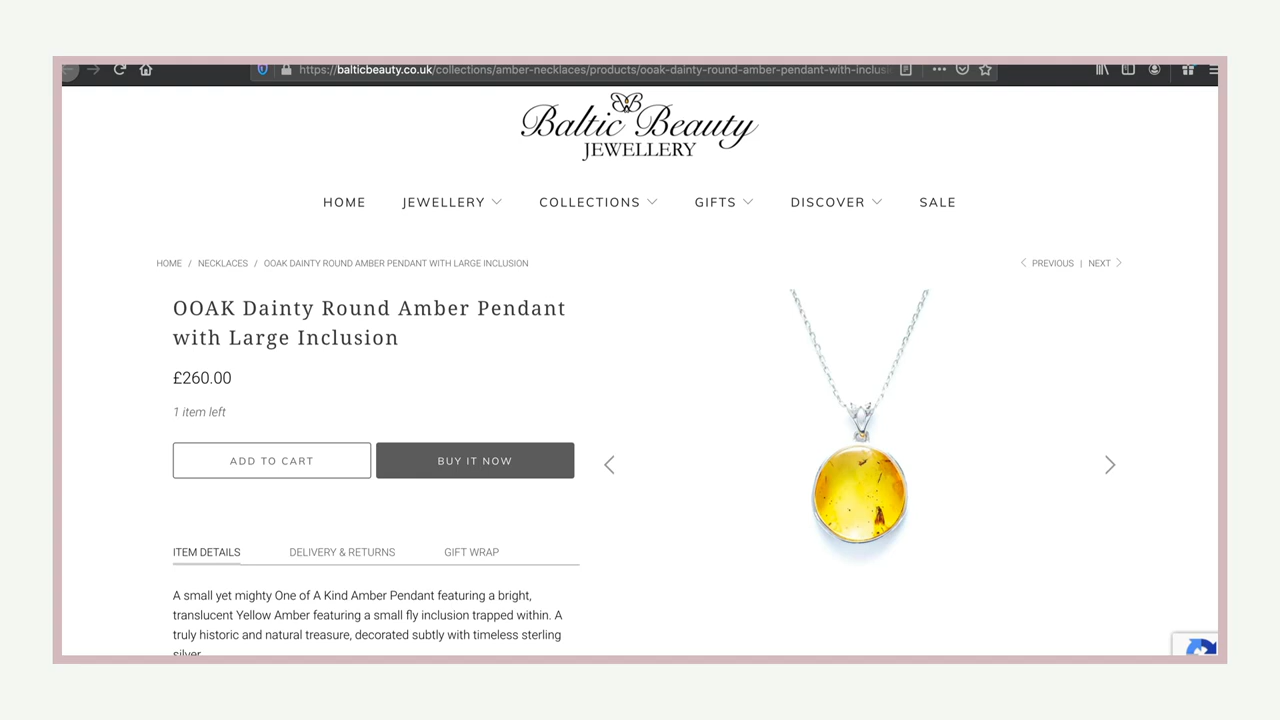 https://balticbeauty.co.uk/collections/amber-necklaces/products/ooak-dainty-round-amber-pendant-with-inclusi
Baltic Beauty
JEWELLERY
HOME JEWELLERY COLLECTIONS GIFTS DISCOVER SALE
HOME / NECKLACES / OOAK DAINTY ROUND AMBER PENDANT WITH LARGE INCLUSION
PREVIOUS | NEXT
OOAK Dainty Round Amber Pendant
with Large Inclusion
£260.00
1 item left
ADD TO CART BUY IT NOW
ITEM DETAILS DELIVERY & RETURNS GIFT WRAP
A small yet mighty One of A Kind Amber Pendant featuring a bright,
translucent Yellow Amber featuring a small fly inclusion trapped within. A
truly historic and natural treasure, decorated subtly with timeless sterling
silver